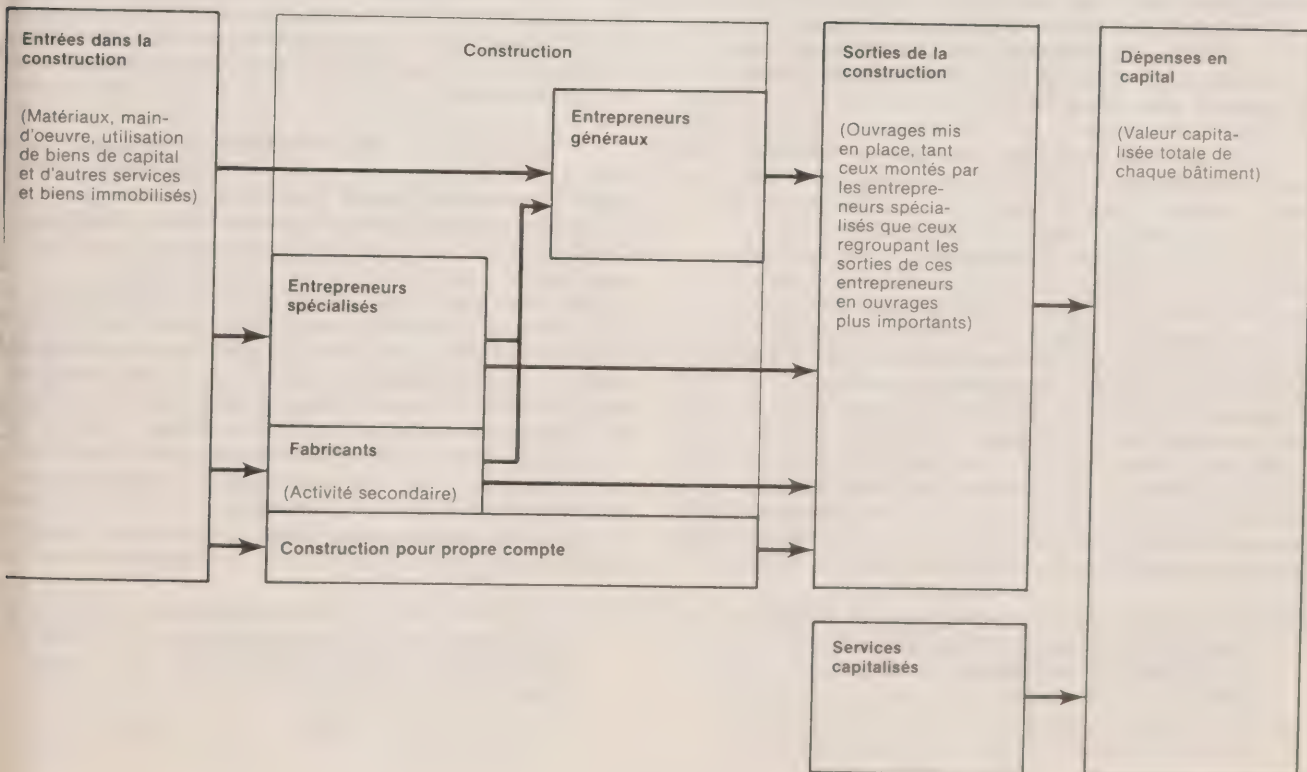 Entrées dans la
construction
(Matériaux, main-
d'oeuvre, utilisation
de biens de capital
et d'autres services
et biens immobilisés)
Construction
Entrepreneurs
généraux
Entrepreneurs
spécialisés
Fabricants
(Activité secondaire)
Construction pour propre compte
Sorties de la
construction
(Ouvrages mis
en place, tant
ceux montés par
les entrepre-
neurs spécia-
lisés que ceux
regroupant les
sorties de ces
entrepreneurs
en ouvrages
plus importants)
Services
capitalisés
Dépenses en
capital
(Valeur capita-
lisée totale de
chaque bâtiment)